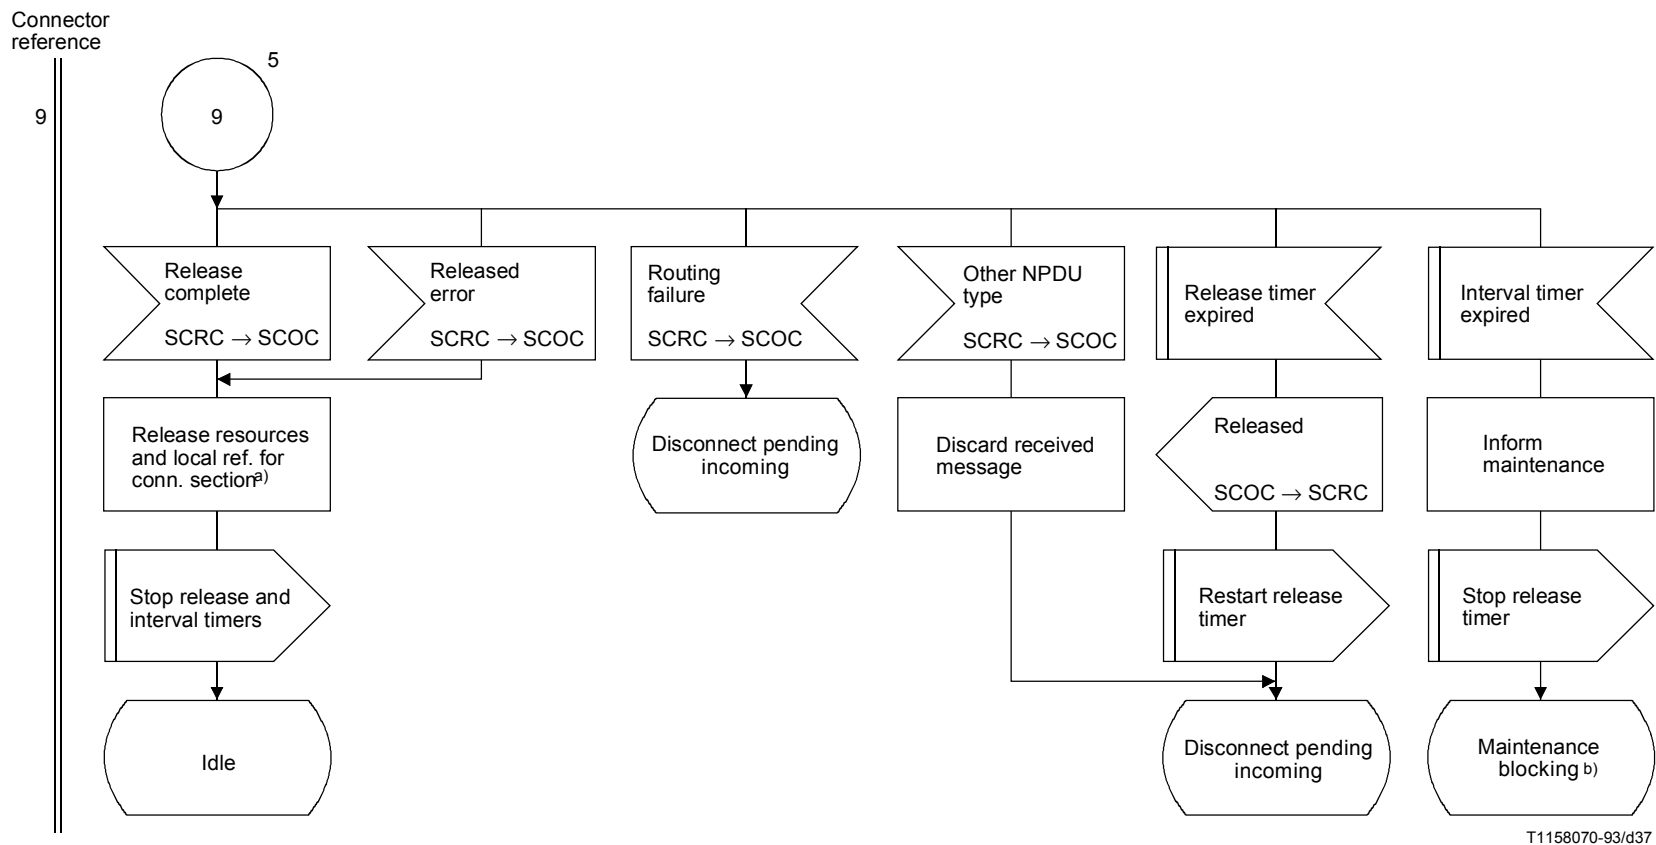 Connector
reference
5
9
9
Release
complete
SCRC → SCOC
Released
error
SCRC → SCOC
Routing
failure
SCRC → SCOC
Other NPDU
type
SCRC → SCOC
Release timer
expired
Interval timer
expired
Release resources
and local ref. for
conn. section a)
Disconnect pending
incoming
Discard received
message
Released
SCOC → SCRC
Inform
maintenance
Stop release and
interval timers
Restart release
timer
Stop release
timer
Idle
Disconnect pending
incoming
Maintenance
blocking b)
T1158070-93/d37